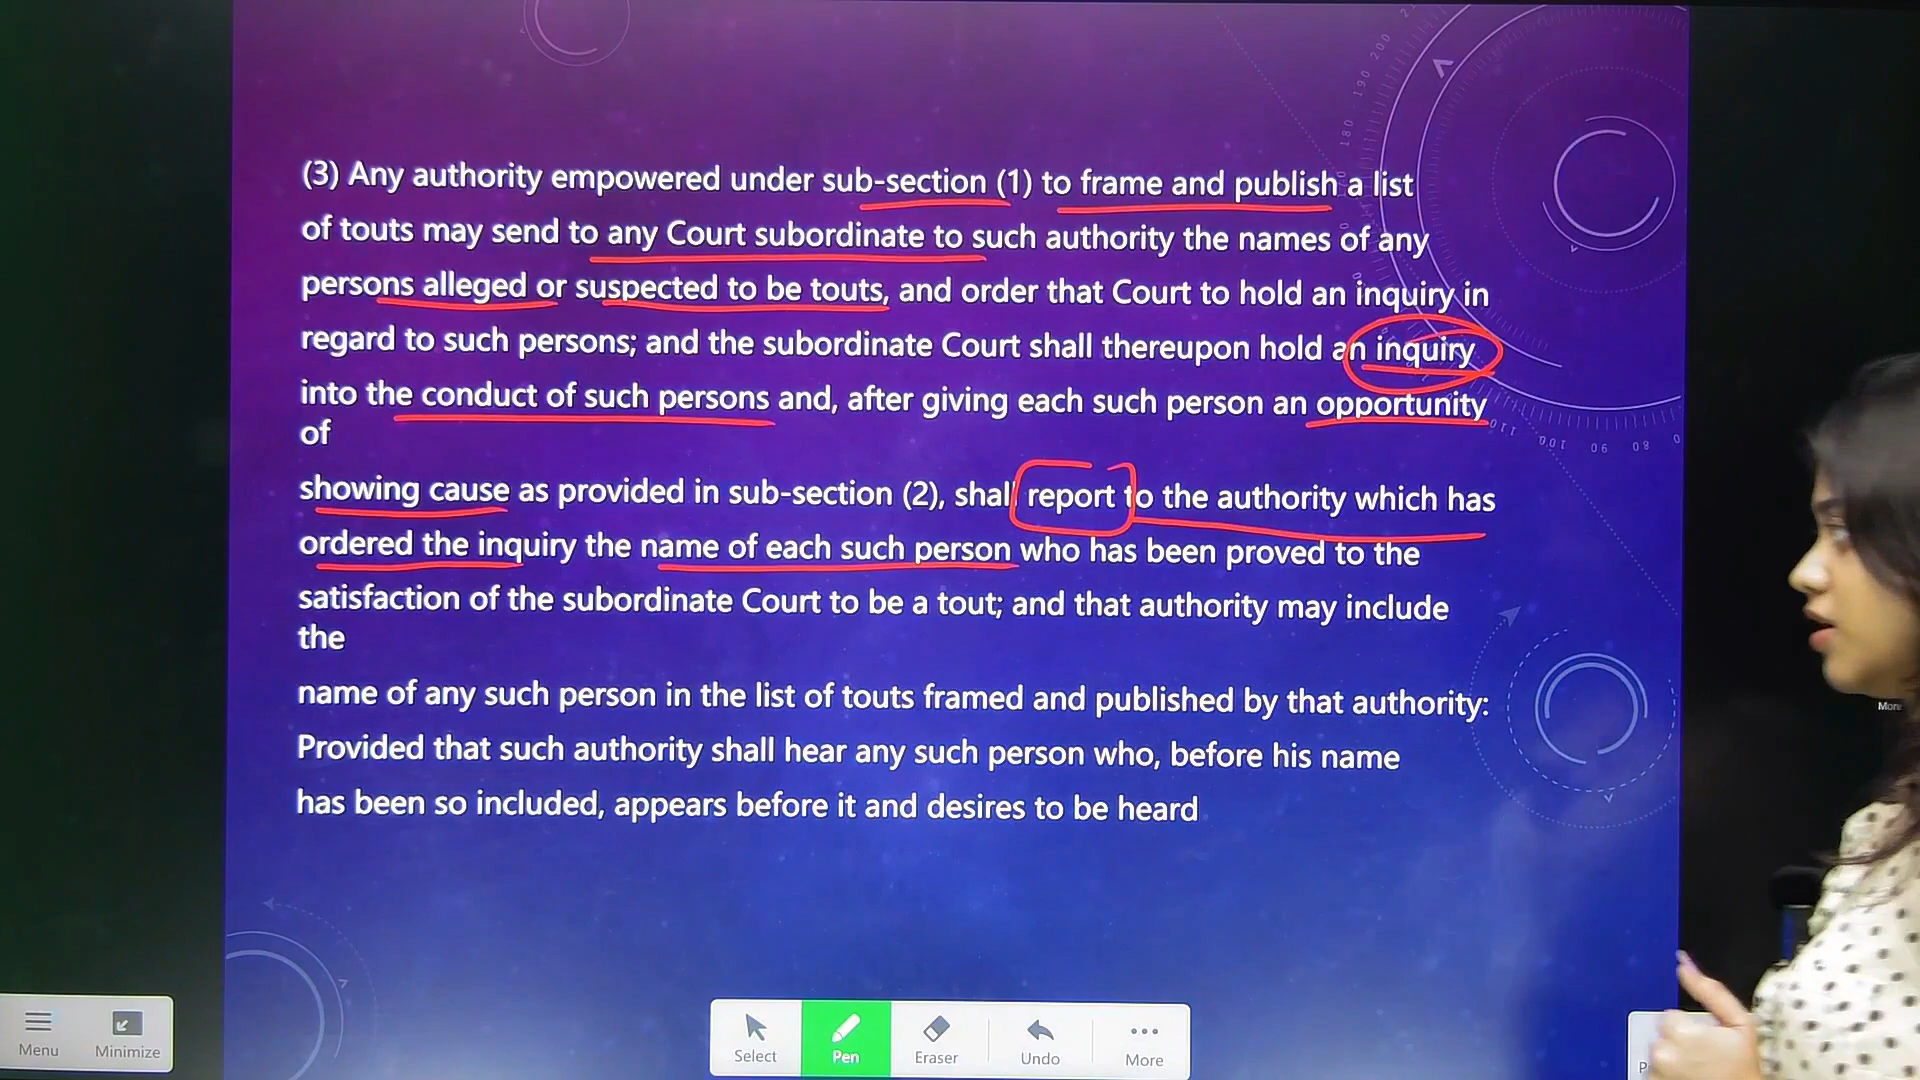 (3) Any authority empowered under sub-section (1) to frame and publish a list
of touts may send to any Court subordinate to such authority the names of any
persons alleged or suspected to be touts, and order that Court to hold an inquiry in
regard to such persons; and the subordinate Court shall thereupon hold an inquiry
into the conduct of such persons and, after giving each such person an opportunity
of
showing cause as provided in sub-section (2), shall report to the authority which has
ordered the inquiry the name of each such person who has been proved to the
satisfaction of the subordinate Court to be a tout; and that authority may include
the
name of any such person in the list of touts framed and published by that authority:
Provided that such authority shall hear any such person who, before his name
has been so included, appears before it and desires to be heard
180 190 200
110 100 90 80
More
Menu Minimize
Select Pen Eraser Undo More